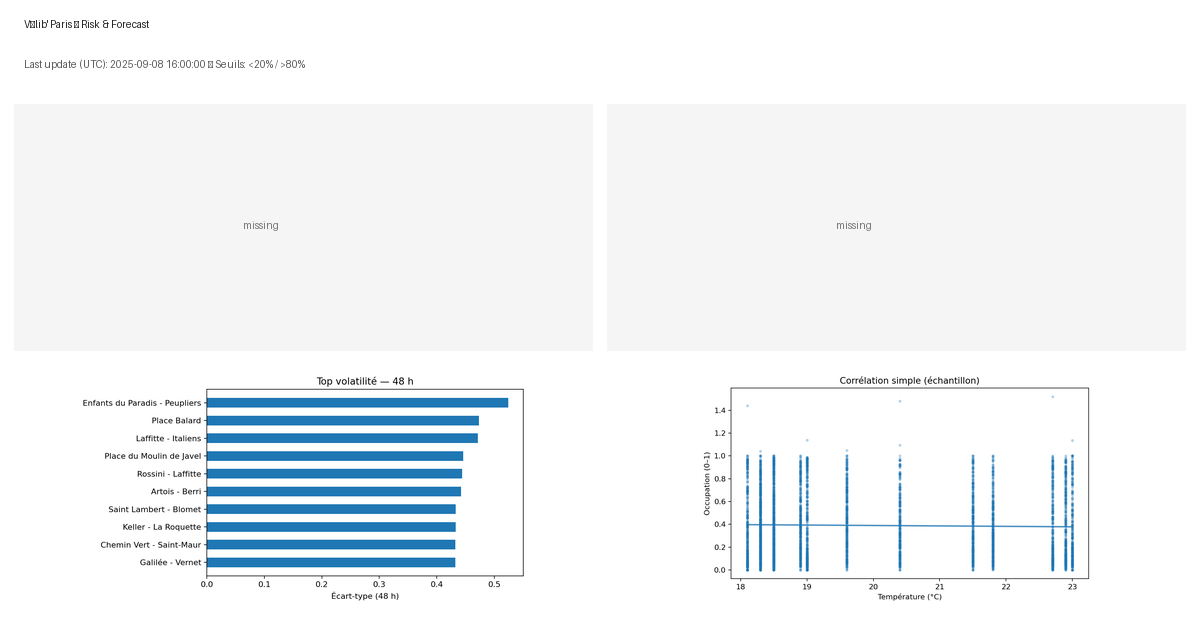 V▯lib' Paris ▯ Risk & Forecast
Last update (UTC): 2025-09-08 16:00:00 ▯ Seuils: <20% / >80%
missing
missing
Top volatilité — 48 h
Enfants du Paradis - Peupliers
Place Balard
Laffitte - Italiens
Place du Moulin de Javel
Rossini - Laffitte
Artois - Berri
Saint Lambert - Blomet
Keller - La Roquette
Chemin Vert - Saint-Maur
Galilée - Vernet
0.0 0.1 0.2 0.3 0.4 0.5
Écart-type (48 h)
Corrélation simple (échantillon)
Occupation (0–1)
1.4
1.2
1.0
0.8
0.6
0.4
0.2
0.0
18 19 20 21 22 23
Température (°C)